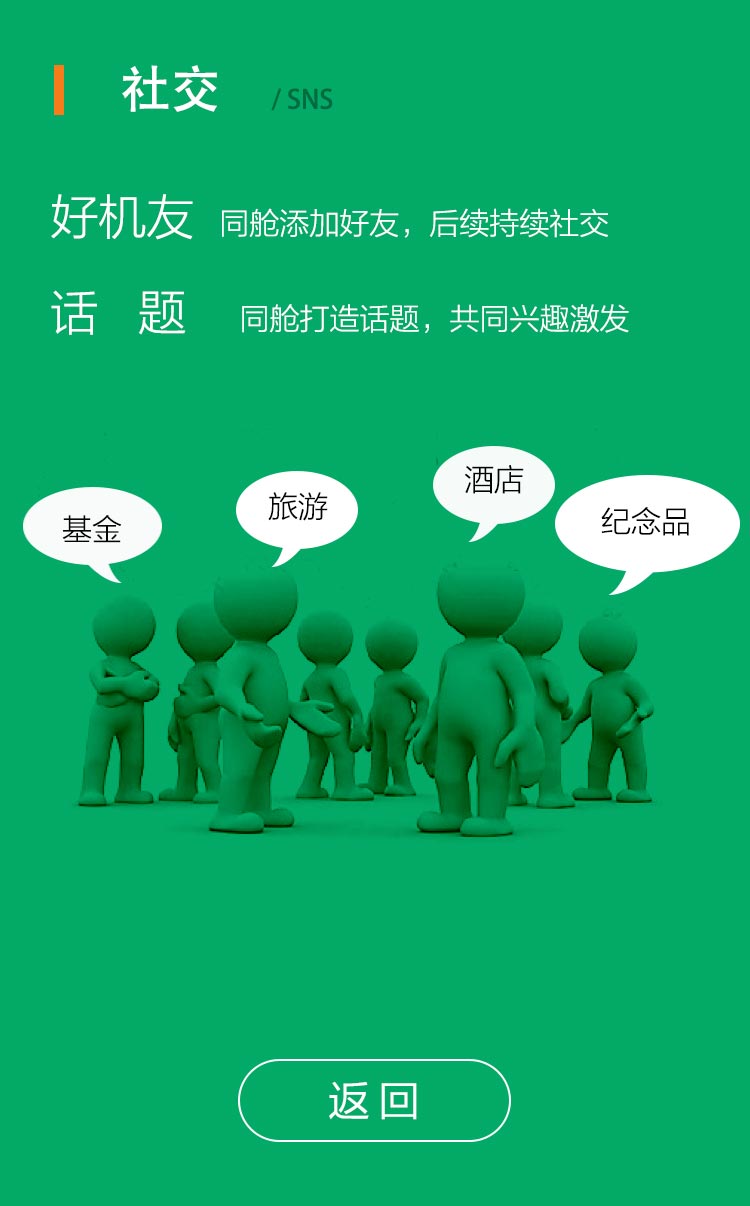 社交 / SNS
好机友 同舱添加好友，后续持续社交
话 题 同舱打造话题，共同兴趣激发
基金
旅游
酒店
纪念品
返回